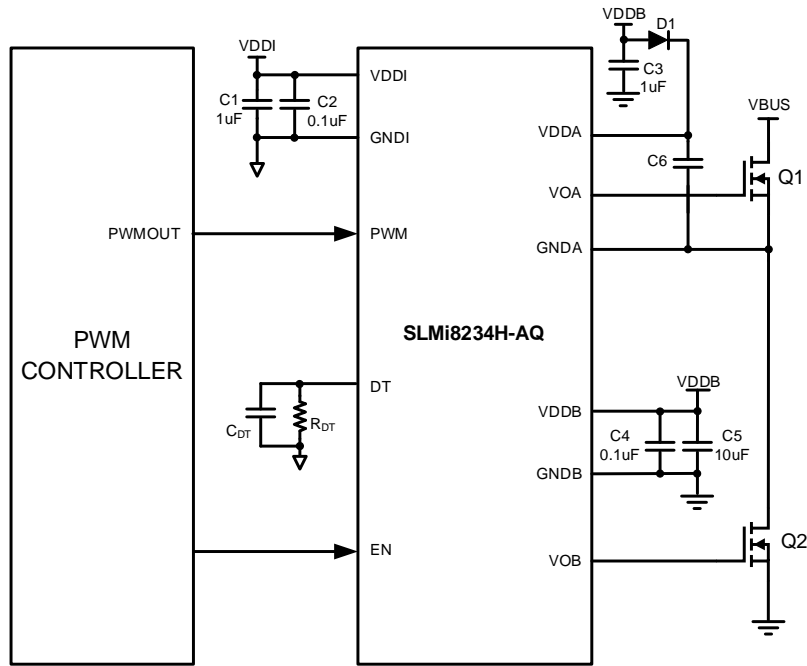 PWM
CONTROLLER
PWMOUT
VDDI
C1
1uF
C2
0.1uF
CDT
RDT
VDDI
GNDI
PWM
SLMi8234H-AQ
DT
EN
VDDA
VOA
GNDA
VDDB
GNDB
VOB
VDDB
D1
C3
1uF
C6
VBUS
Q1
VDDB
C4
0.1uF
C5
10uF
Q2